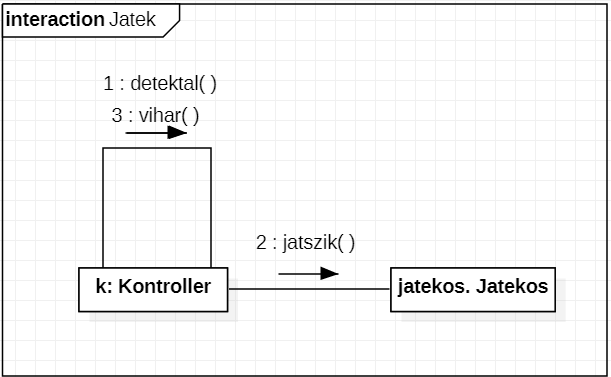 interaction Jatek
1 : detektal( )
3 : vihar( )
2 : jatszik( )
k: Kontroller
jatekos. Jatekos